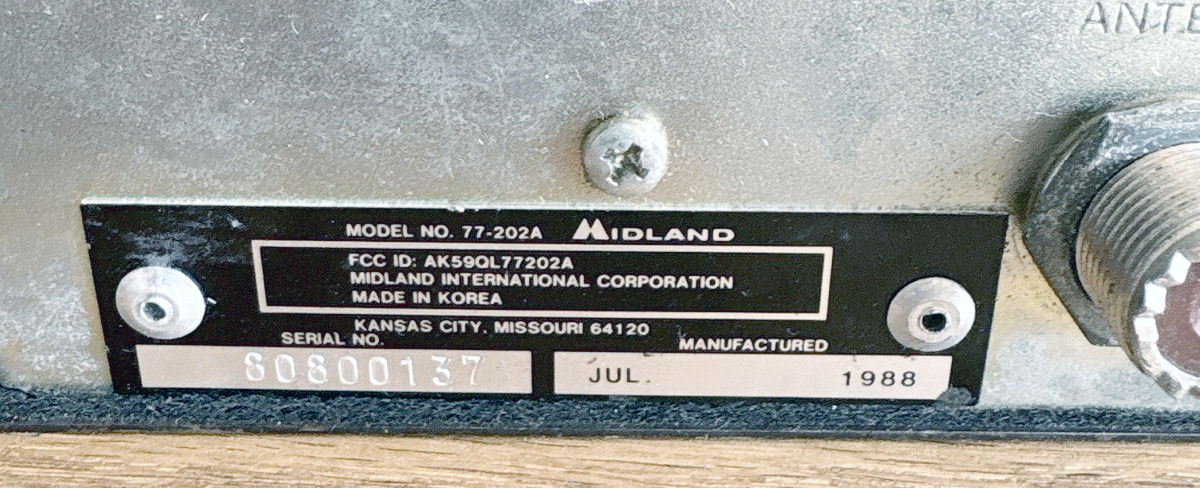 ANTE
MODEL NO. 77-202A MIDLAND
FCC ID: AK59QL77202A
MIDLAND INTERNATIONAL CORPORATION
MADE IN KOREA
KANSAS CITY, MISSOURI 64120
SERIAL NO.
80800137
MANUFACTURED
JUL. 1988